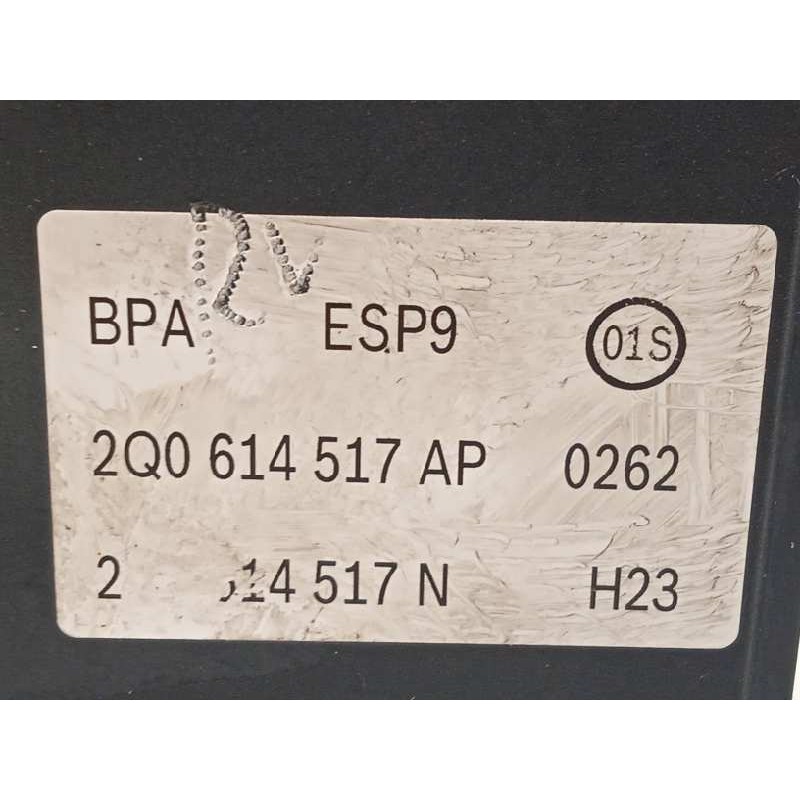 BPA ESP9 01S
2Q0 614 517 AP 0262
2 14 517 N H23